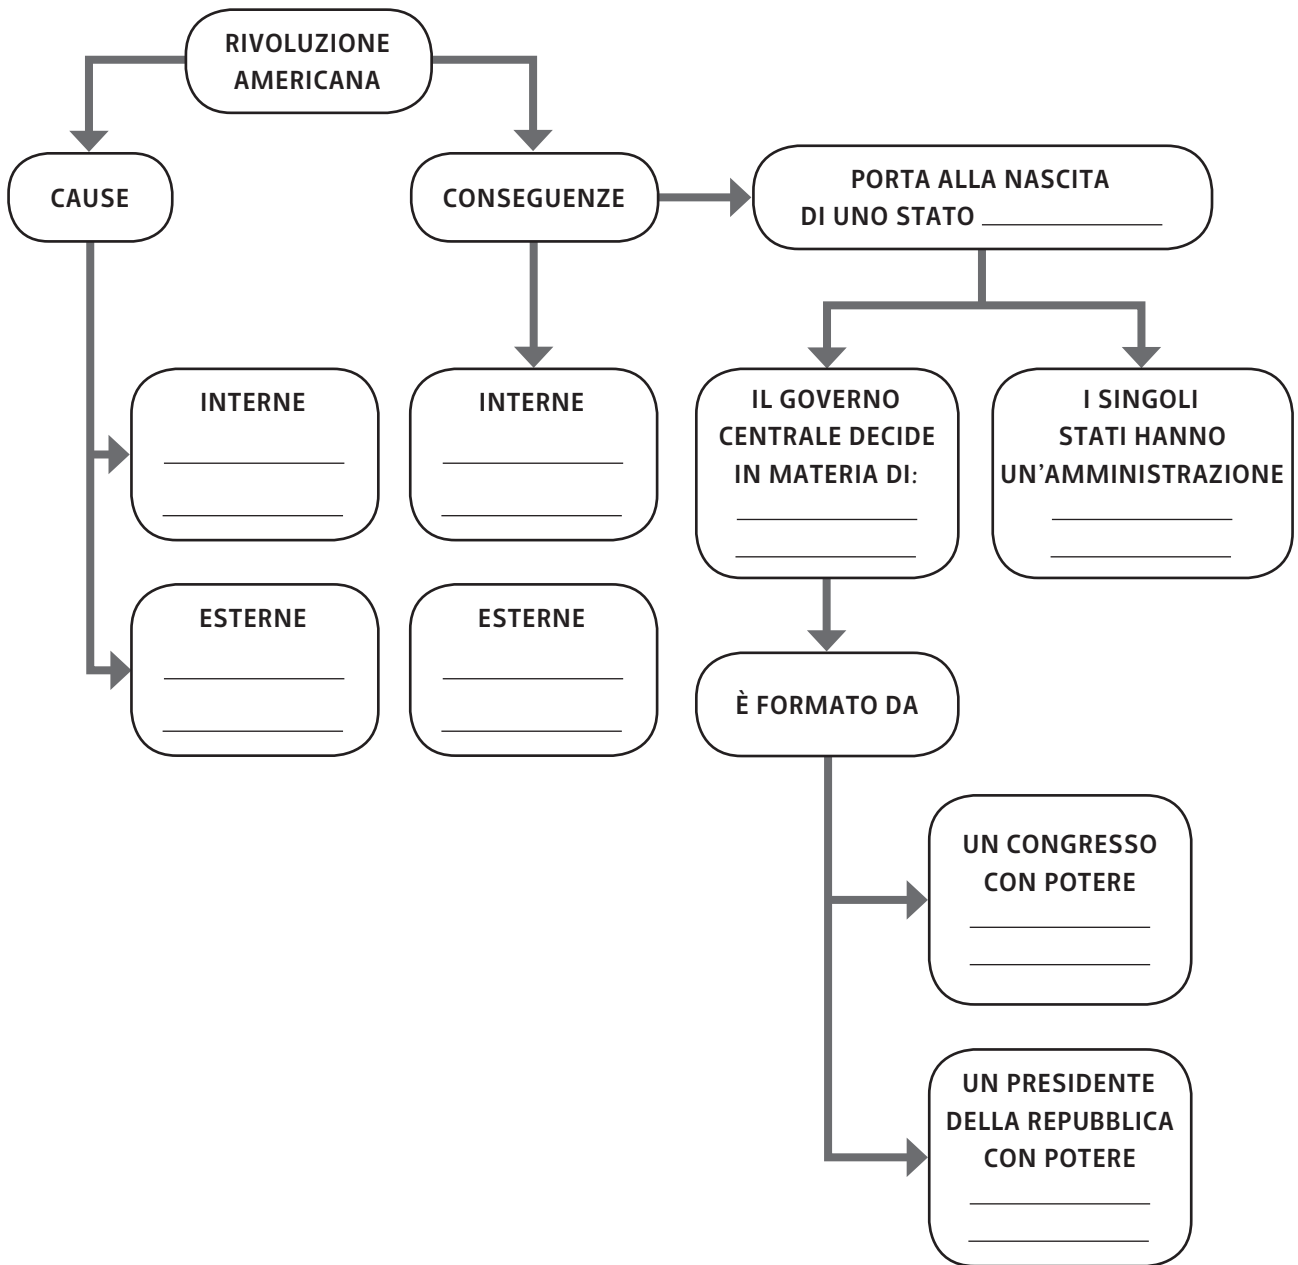 RIVOLUZIONE
AMERICANA
CAUSE
CONSEGUENZE
PORTA ALLA NASCITA
DI UNO STATO
INTERNE
INTERNE
IL GOVERNO
CENTRALE DECIDE
IN MATERIA DI:
I SINGOLI
STATI HANNO
UN'AMMINISTRAZIONE
ESTERNE
ESTERNE
È FORMATO DA
UN CONGRESSO
CON POTERE
UN PRESIDENTE
DELLA REPUBBLICA
CON POTERE